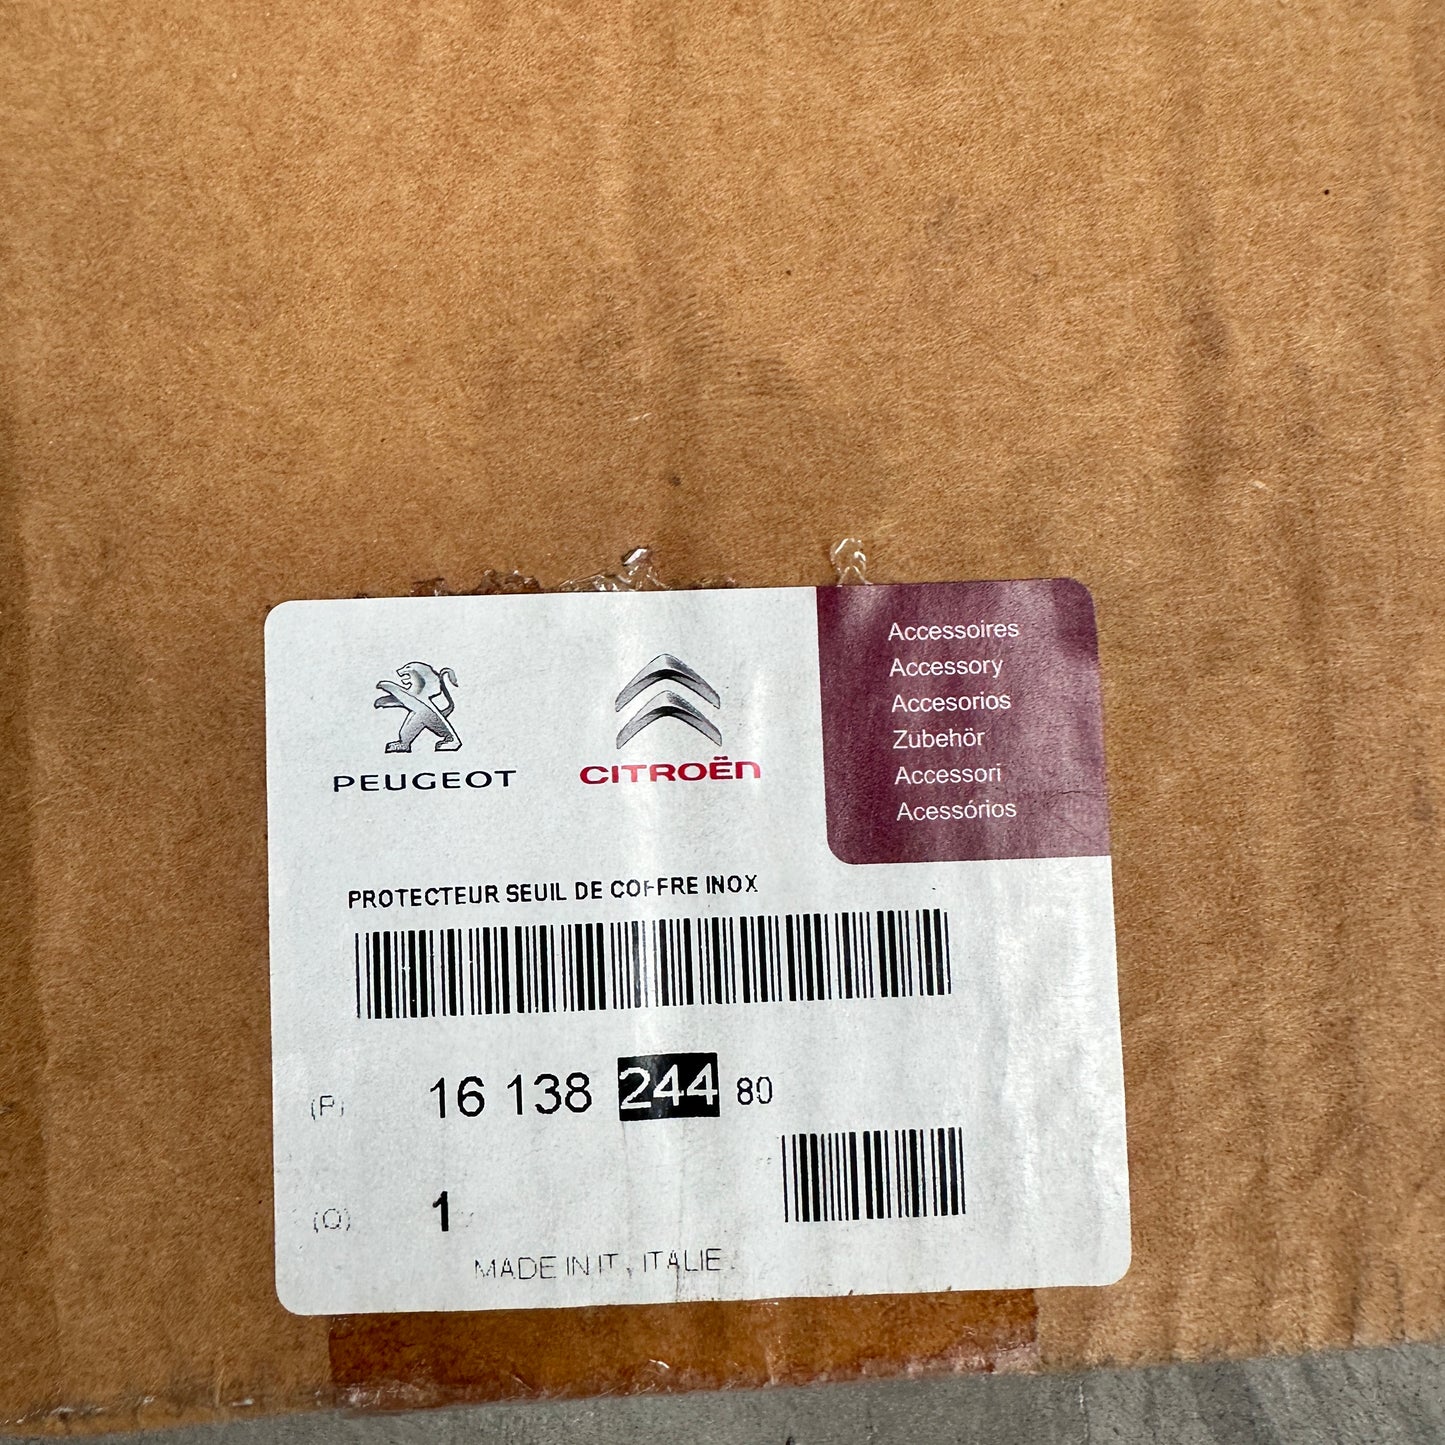 PEUGEOT
CITROËN
Accessoires
Accessory
Accesorios
Zubehör
Accessori
Acessórios
PROTECTEUR SEUIL DE COFFRE INOX
(P) 16 138 244 80
(Q) 1
MADE IN IT, ITALIE